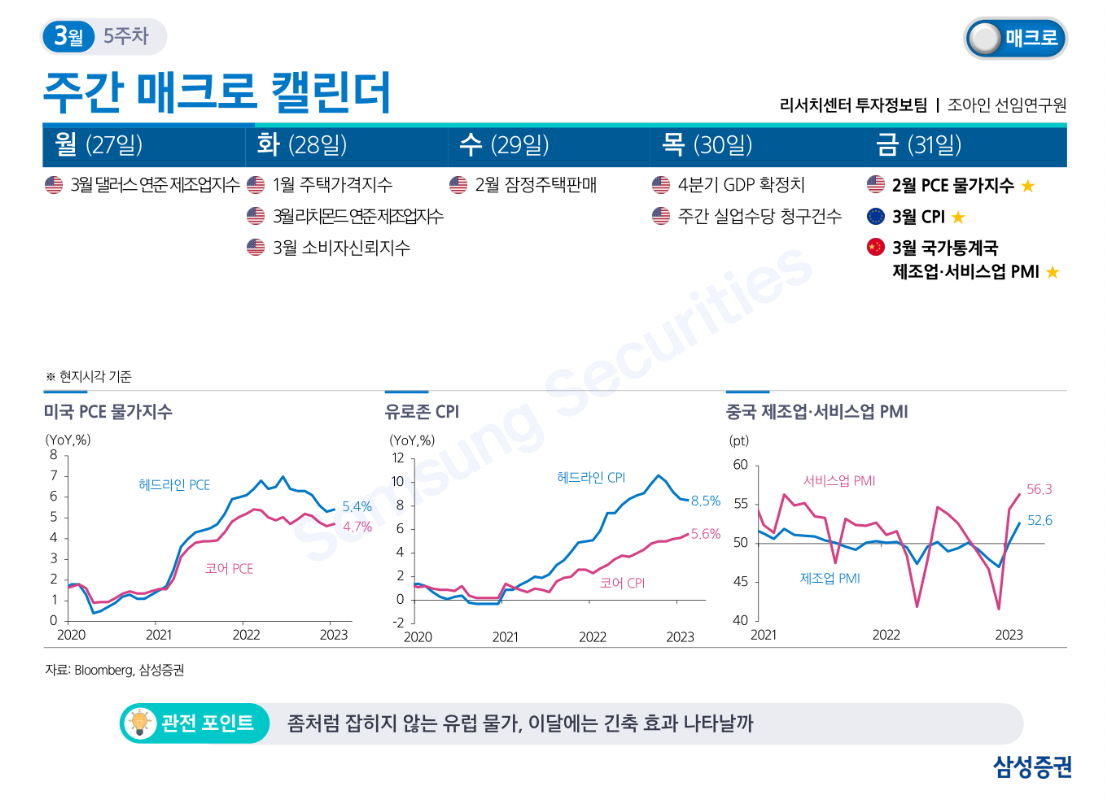 3월 5주차
매크로
주간 매크로 캘린더
리서치센터 투자정보팀 | 조아인 선임연구원
월 (27일) 화 (28일) 수 (29일) 목 (30일) 금 (31일)
3월 댈러스 연준 제조업지수
1월 주택가격지수
3월 리치몬드 연준 제조업지수
3월 소비자신뢰지수
2월 잠정주택판매
4분기 GDP 확정치
주간 실업수당 청구건수
2월 PCE 물가지수 ★
3월 CPI ★
3월 국가통계국
제조업·서비스업 PMI ★
Samsung Securities
※ 현지시각 기준
미국 PCE 물가지수
(YoY,%)
8
7
6
5
4
3
2
1
0
헤드라인 PCE
5.4%
4.7%
코어 PCE
2020 2021 2022 2023
유로존 CPI
(YoY,%)
12
10
8
6
4
2
0
-2
헤드라인 CPI
8.5%
5.6%
코어 CPI
2020 2021 2022 2023
중국 제조업·서비스업 PMI
(pt)
60
55
50
45
40
서비스업 PMI
56.3
52.6
제조업 PMI
2021 2022 2023
자료: Bloomberg, 삼성증권
관전 포인트 좀처럼 잡히지 않는 유럽 물가, 이달에는 긴축 효과 나타날까
삼성증권